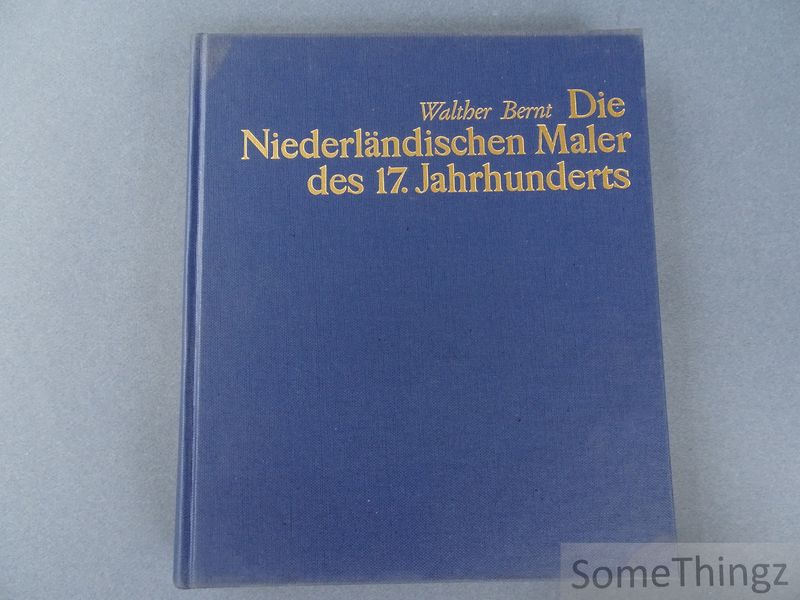 Walther Bernt Die
Niederländischen Maler
des 17. Jahrhunderts
SomeThingz